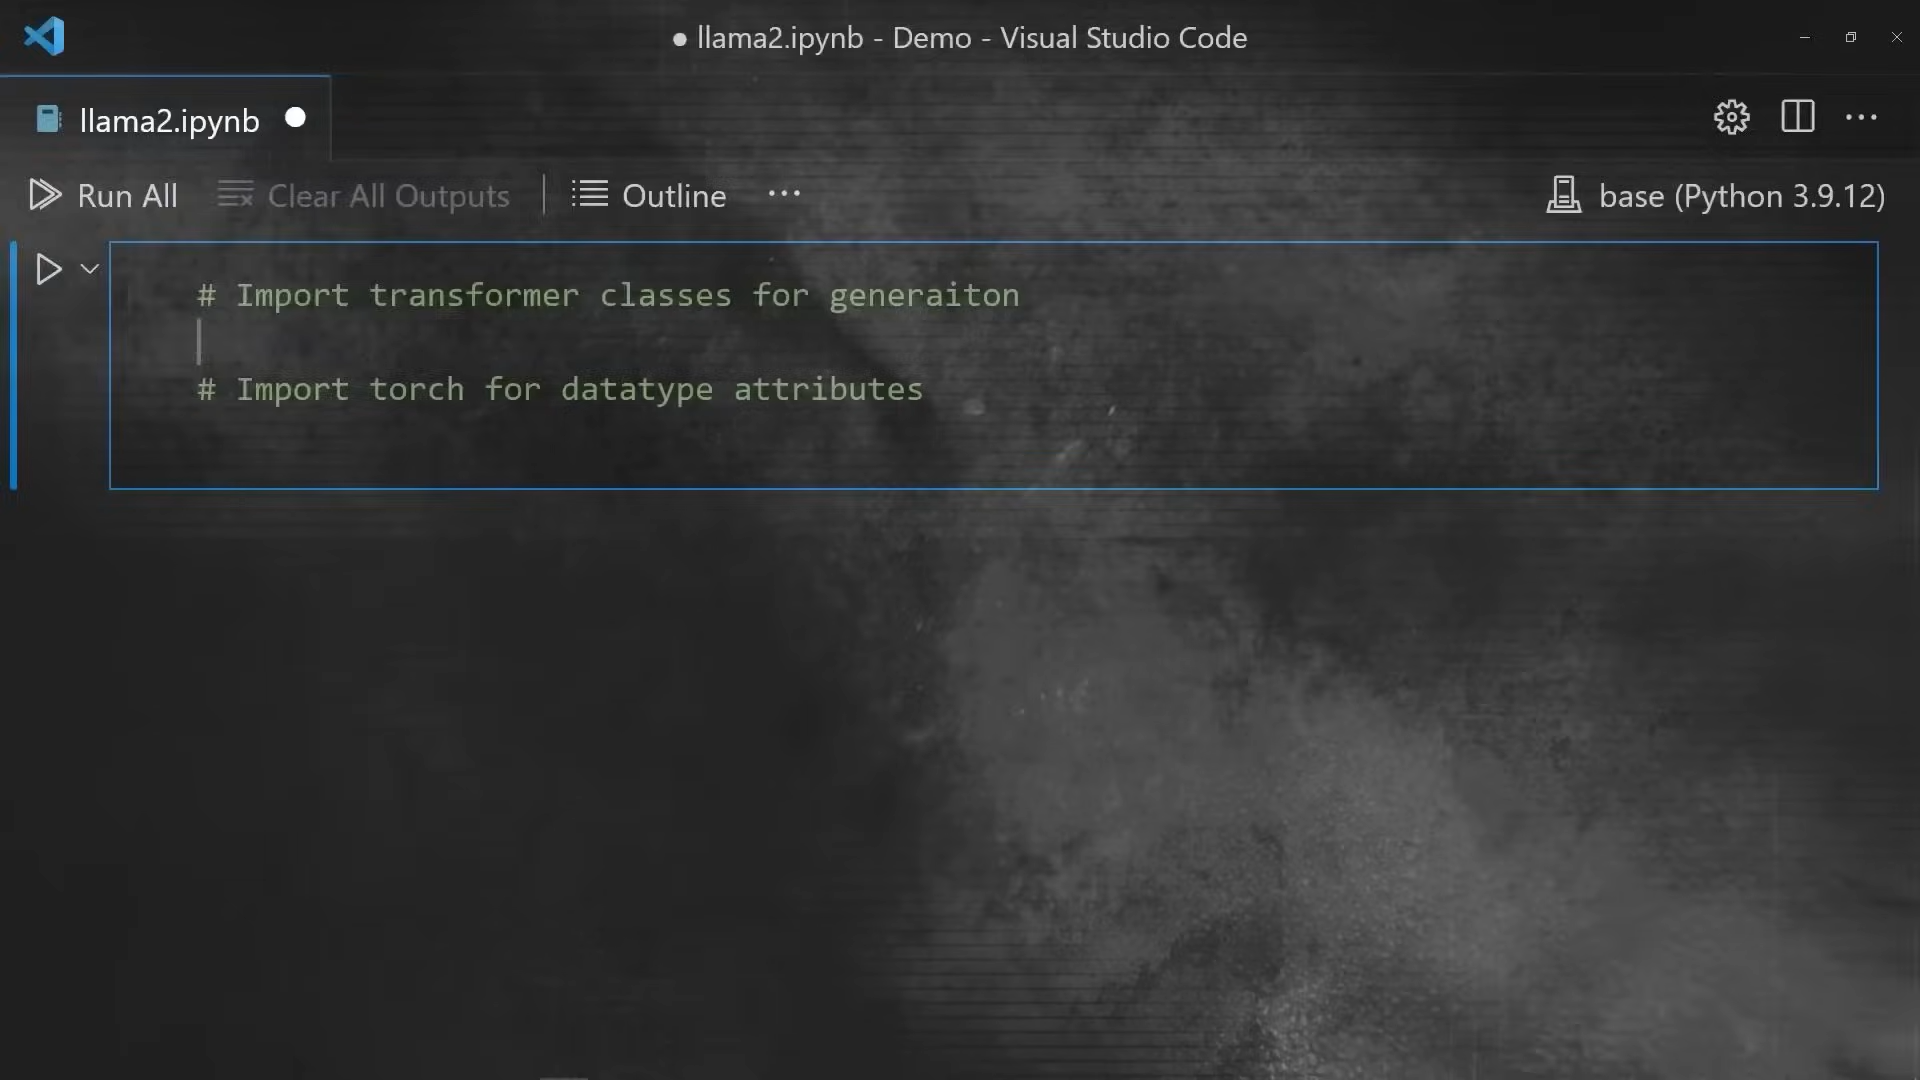 ● llama2.ipynb - Demo - Visual Studio Code
llama2.ipynb
Run All
Clear All Outputs
Outline
base (Python 3.9.12)
# Import transformer classes for generaiton
# Import torch for datatype attributes